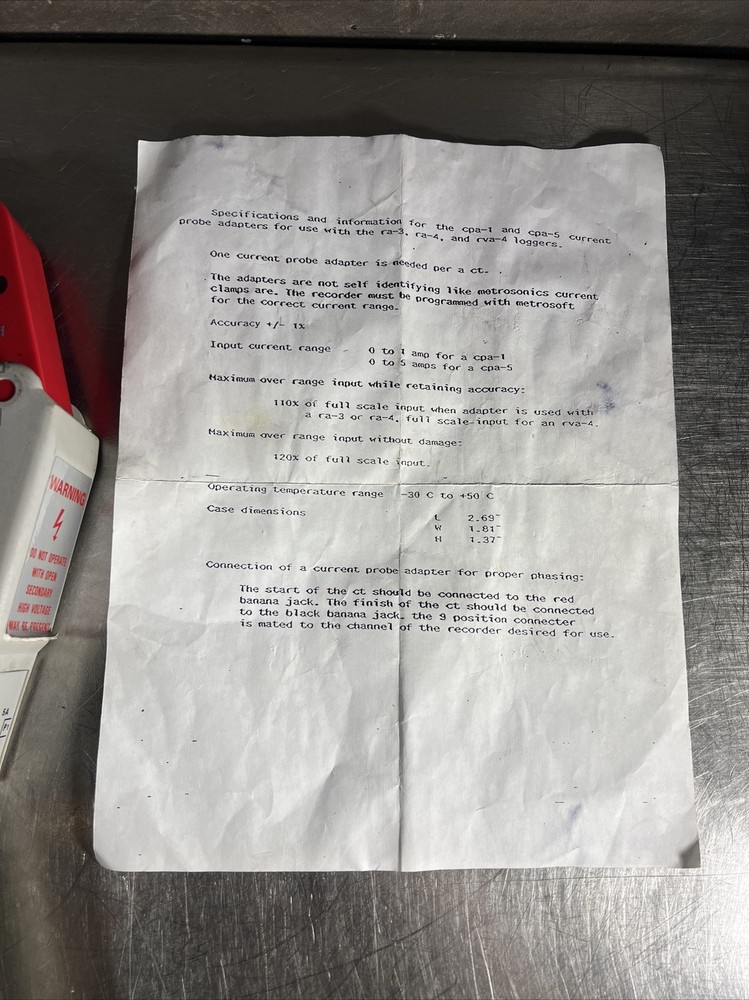 Specifications and information for the cpa-1 and cpa-5 current
probe adapters for use with the ra-3, ra-4, and rva-4 loggers.
One current probe adapter is needed per a ct.
The adapters are not self identifying like metrosonics current
clamps are. The recorder must be programmed with metrosoft
for the correct current range.
Accuracy +/- 1%
Input current range 0 to 1 amp for a cpa-1
0 to 5 amps for a cpa-5
Maximum over range input while retaining accuracy:
110% of full scale input when adapter is used with
a ra-3 or ra-4, full scale input for an rva-4.
Maximum over range input without damage:
120% of full scale input.
Operating temperature range -30 C to +50 C
Case dimensions L 2.69"
W 1.81"
H 1.37"
Connection of a current probe adapter for proper phasing:
The start of the ct should be connected to the red
banana jack. The finish of the ct should be connected
to the black banana jack. the 9 position connecter
is mated to the channel of the recorder desired for use.
WARNING
DO NOT OPERATE
WITH OPEN
SECONDARY
HIGH VOLTAGE
MAY BE PRESENT